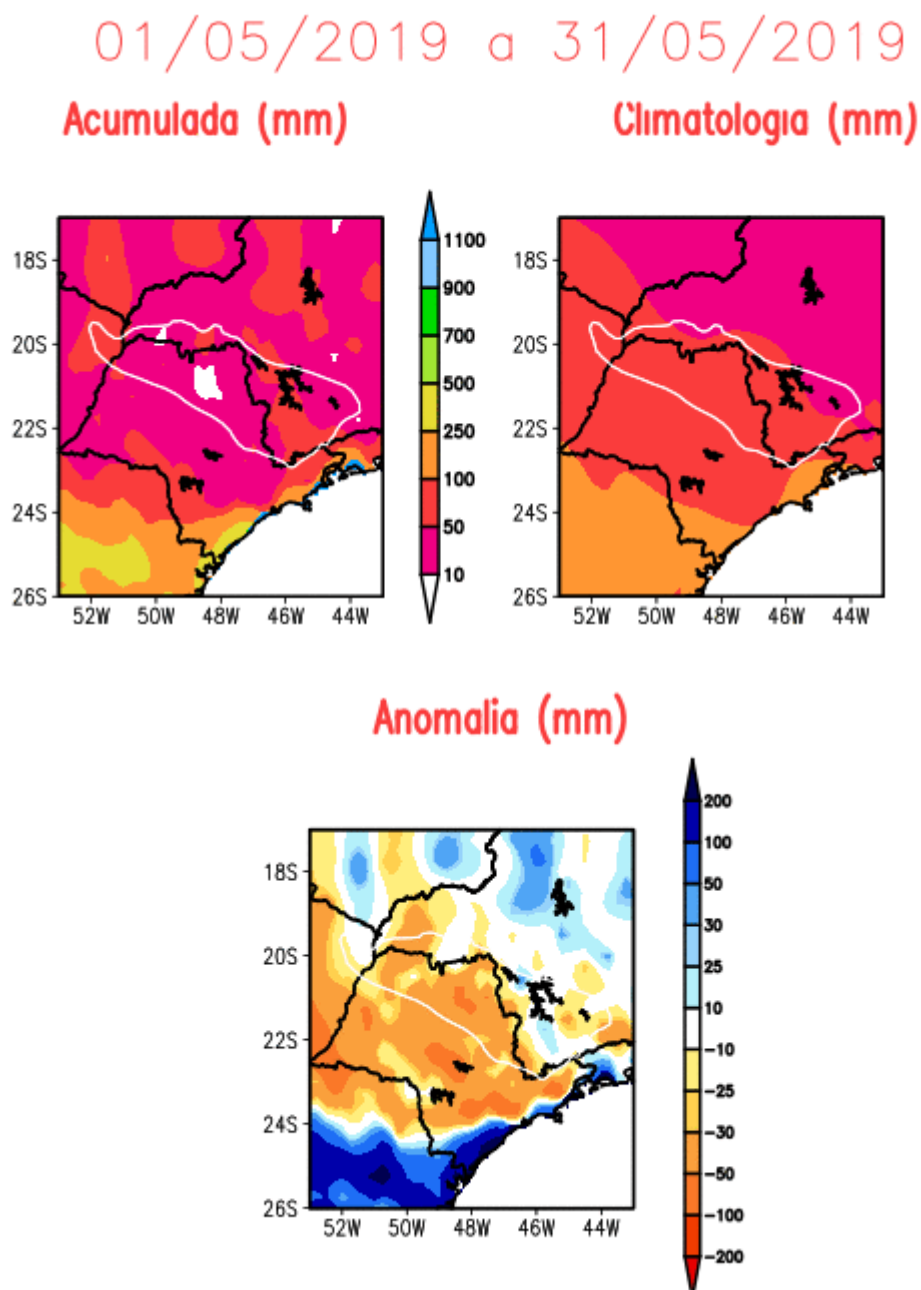 01/05/2019 a 31/05/2019
Acumulada (mm)
Climatologia (mm)
18S
20S
22S
24S
26S
52W 50W 48W 46W 44W
1100
900
700
500
250
100
50
10
18S
20S
22S
24S
26S
52W 50W 48W 46W 44W
Anomalia (mm)
18S
20S
22S
24S
26S
52W 50W 48W 46W 44W
200
100
50
30
25
10
-10
-25
-30
-50
-100
-200